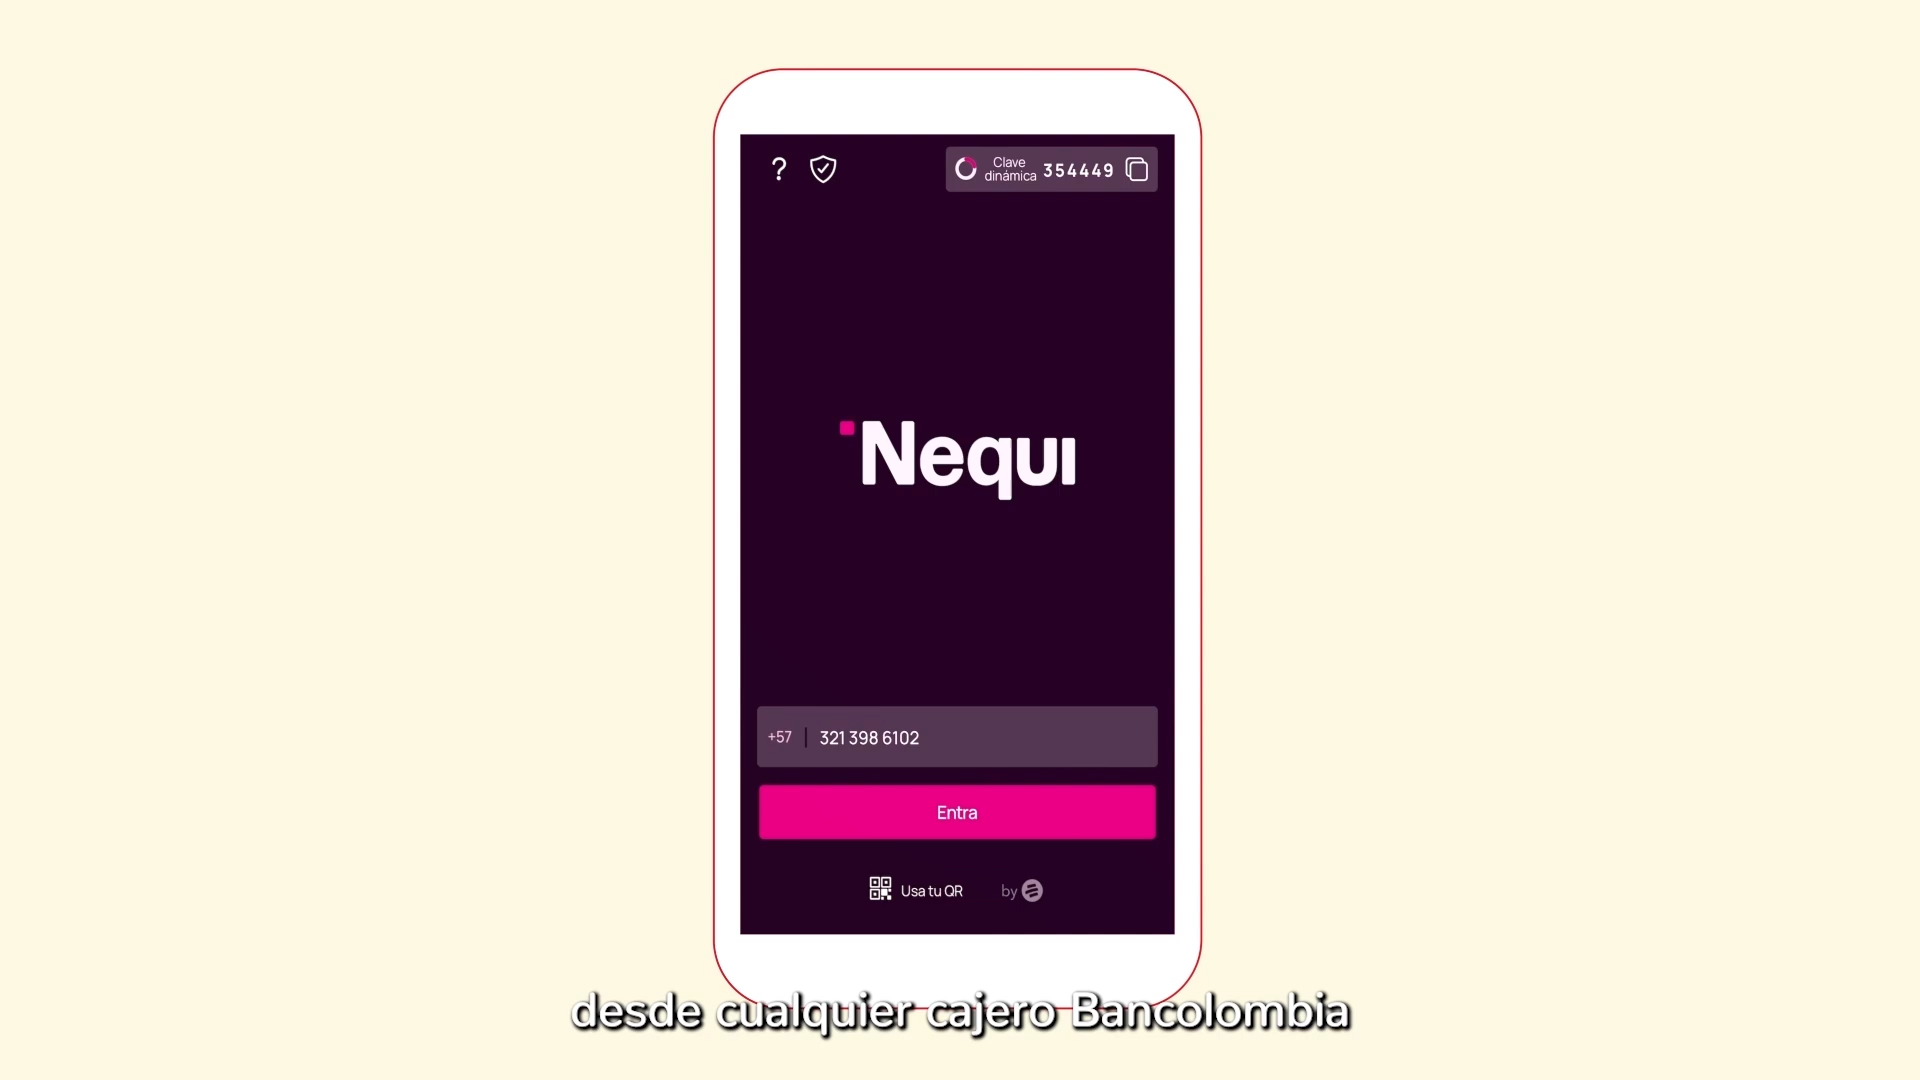 ?
Clave
dinámica 354449
Nequi
+57 321 398 6102
Entra
Usa tu QR by
desde cualquier cajero Bancolombia